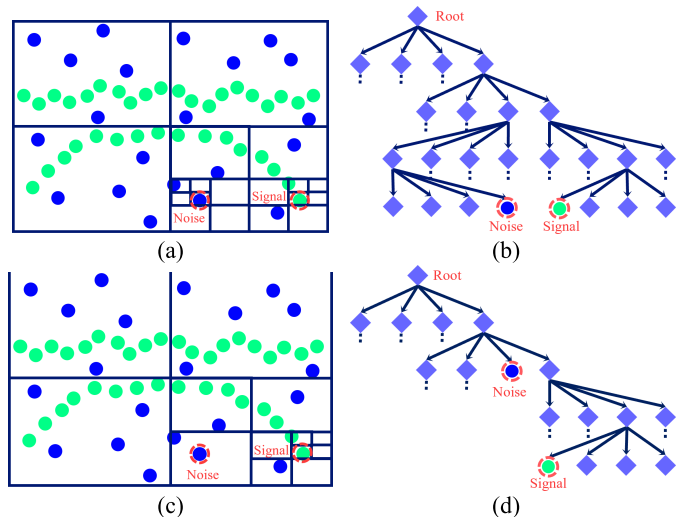 Root
Noise
Signal
Noise
Signal
(a)
(b)
Root
Noise
Signal
Noise
Signal
(c)
(d)